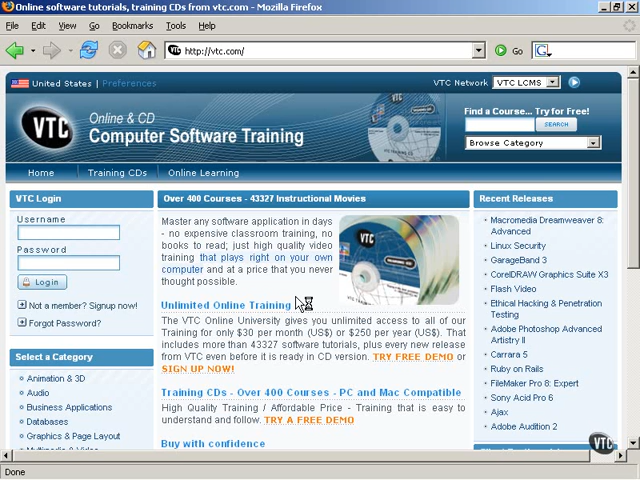 Online software tutorials, training CDs from vtc.com - Mozilla Firefox
File Edit View Go Bookmarks Tools Help
http://vtc.com/ Go
United States | Preferences
VTC Network VTC LCMS
VTC
Online & CD
Computer Software Training
Find a Course... Try for Free!
SEARCH
Browse Category
Home Training CDs Online Learning
VTC Login
Username
Password
Login
Not a member? Signup now!
Forgot Password?
Select a Category
Animation & 3D
Audio
Business Applications
Databases
Graphics & Page Layout
Multimedia & Video
Over 400 Courses - 43327 Instructional Movies
Master any software application in days
- no expensive classroom training, no
books to read; just high quality video
training that plays right on your own
computer and at a price that you never
thought possible.
VTC
Unlimited Online Training
The VTC Online University gives you unlimited access to all of our
Training for only $30 per month (US$) or $250 per year (US$). That
includes more than 43327 software tutorials, plus every new release
from VTC even before it is ready in CD version. TRY FREE DEMO or
SIGN UP NOW!
Training CDs - Over 400 Courses - PC and Mac Compatible
High Quality Training / Affordable Price - Training that is easy to
understand and follow. TRY A FREE DEMO
Buy with confidence
Recent Releases
Macromedia Dreamweaver 8:
Advanced
Linux Security
GarageBand 3
CorelDRAW Graphics Suite X3
Flash Video
Ethical Hacking & Penetration
Testing
Adobe Photoshop Advanced
Artistry II
Carrara 5
Ruby on Rails
FileMaker Pro 8: Expert
Sony Acid Pro 6
Ajax
Adobe Audition 2
VTC
Done